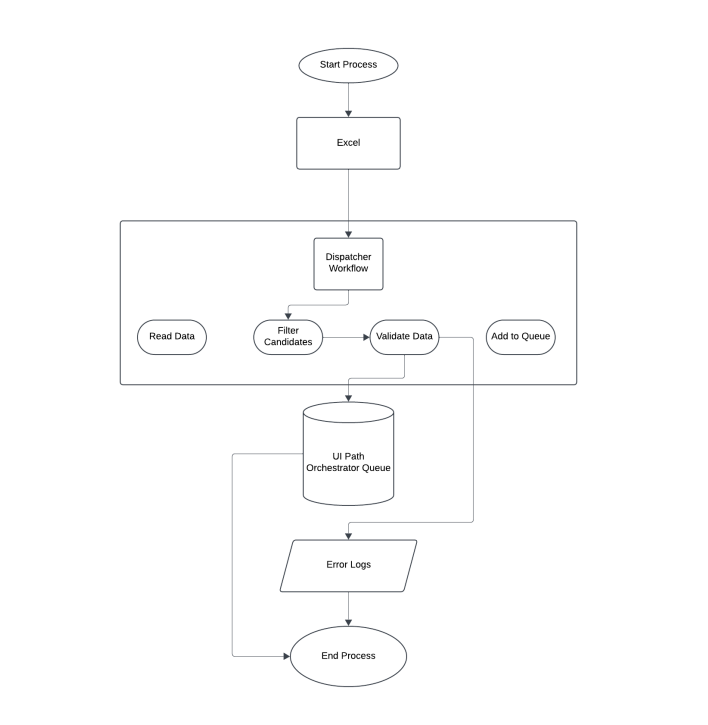 Start Process
Excel
Dispatcher
Workflow
Read Data
Filter
Candidates
Validate Data
Add to Queue
UI Path
Orchestrator Queue
Error Logs
End Process